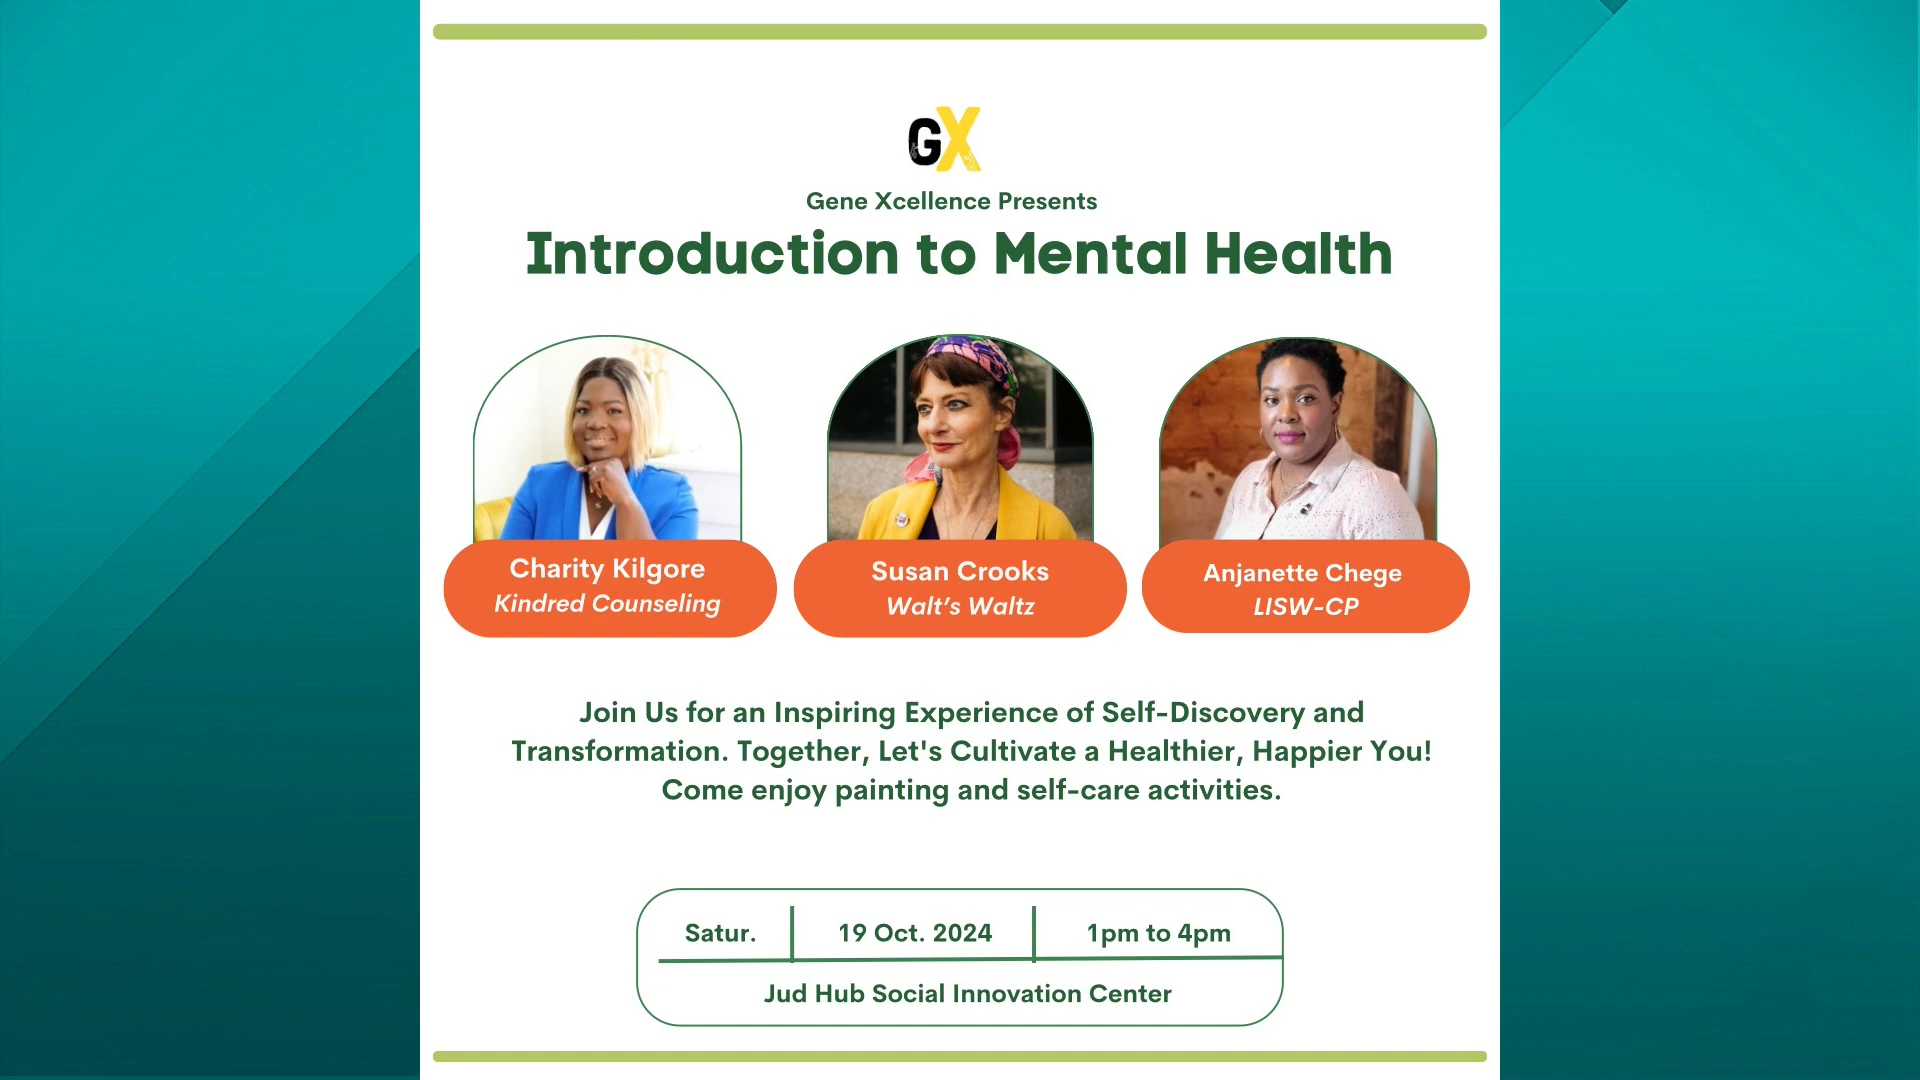 GX
Gene Xcellence Presents
Introduction to Mental Health
Charity Kilgore
Kindred Counseling
Susan Crooks
Walt’s Waltz
Anjanette Chege
LISW-CP
Join Us for an Inspiring Experience of Self-Discovery and
Transformation. Together, Let's Cultivate a Healthier, Happier You!
Come enjoy painting and self-care activities.
Satur.
19 Oct. 2024
1pm to 4pm
Jud Hub Social Innovation Center